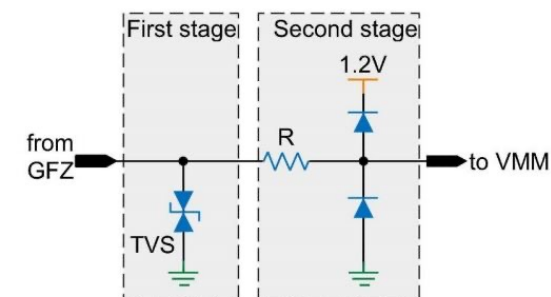 First stage
Second stage
1.2V
from
GFZ
R
to VMM
TVS